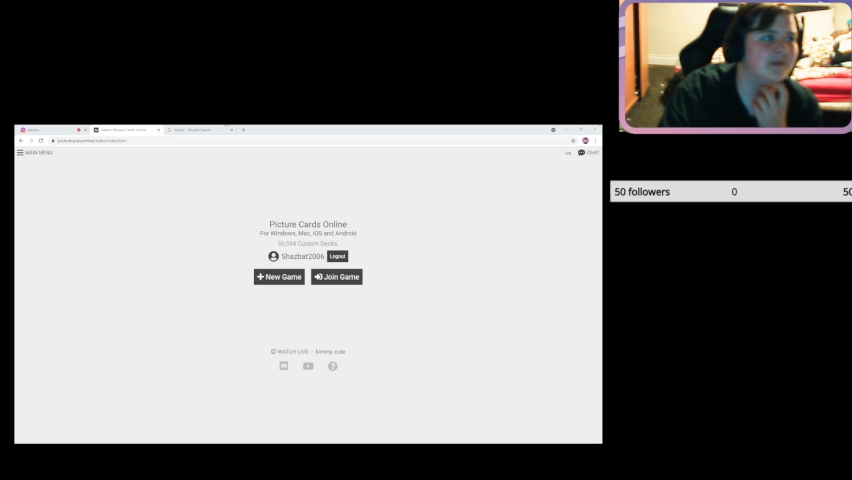 MAIN MENU
CHAT
Picture Cards Online
For Windows, Mac, iOS and Android
56,594 Custom Decks
Shazbat2006 Logout
New Game Join Game
WATCH LIVE - kimmy_cate
50 followers 0 50